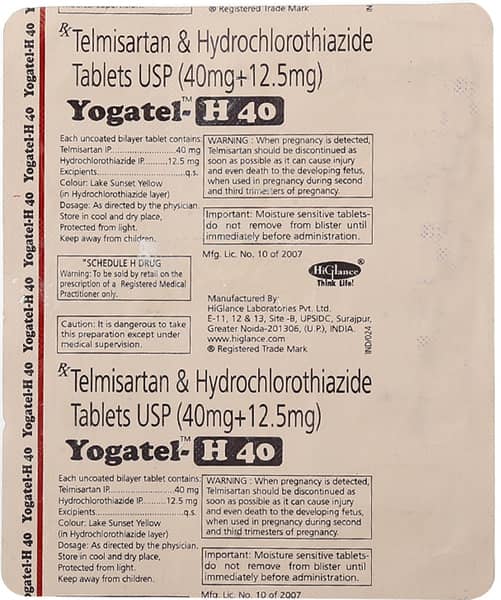 ® Registered Trade Mark
IND
Rx Telmisartan & Hydrochlorothiazide
Tablets USP (40mg+12.5mg)
Yogatel-™ H 40
Each uncoated bilayer tablet contains:
Telmisartan IP....................40 mg
Hydrochlorothiazide IP.........12.5 mg
Excipients............................q.s.
Colour: Lake Sunset Yellow
(in Hydrochlorothiazide layer)
Dosage: As directed by the physician.
Store in cool and dry place,
Protected from light.
Keep away from children.
WARNING : When pregnancy is detected,
Telmisartan should be discontinued as
soon as possible as it can cause injury
and even death to the developing fetus,
when used in pregnancy during second
and third trimesters of pregnancy.
Important: Moisture sensitive tablets-
do not remove from blister until
immediately before administration.
"SCHEDULE H DRUG
Warning: To be sold by retail on the
prescription of a Registered Medical
Practitioner only.
Caution: It is dangerous to take
this preparation except under
medical supervision.
Mfg. Lic. No. 10 of 2007
HiGlance®
Think Life!
Manufactured By:
HiGlance Laboratories Pvt. Ltd.
E-11, 12 & 13, Site -B, UPSIDC, Surajpur,
Greater Noida-201306, (U.P.), INDIA.
www.higlance.com
® Registered Trade Mark
IND/024
Rx Telmisartan & Hydrochlorothiazide
Tablets USP (40mg+12.5mg)
Yogatel-™ H 40
Each uncoated bilayer tablet contains:
Telmisartan IP....................40 mg
Hydrochlorothiazide IP.........12.5 mg
Excipients............................q.s.
Colour: Lake Sunset Yellow
(in Hydrochlorothiazide layer)
Dosage: As directed by the physician.
Store in cool and dry place,
Protected from light.
Keep away from children.
WARNING : When pregnancy is detected,
Telmisartan should be discontinued as
soon as possible as it can cause injury
and even death to the developing fetus,
when used in pregnancy during second
and third trimesters of pregnancy.
Important: Moisture sensitive tablets-
do not remove from blister until
immediately before administration.
Mfg. Lic. No. 10 of 2007
Yogatel-H 40
Yogatel-H 40
Yogatel-H 40
Yogatel-H 40
Yogatel-H 40
Yogatel-H 40
ogatel-H 40